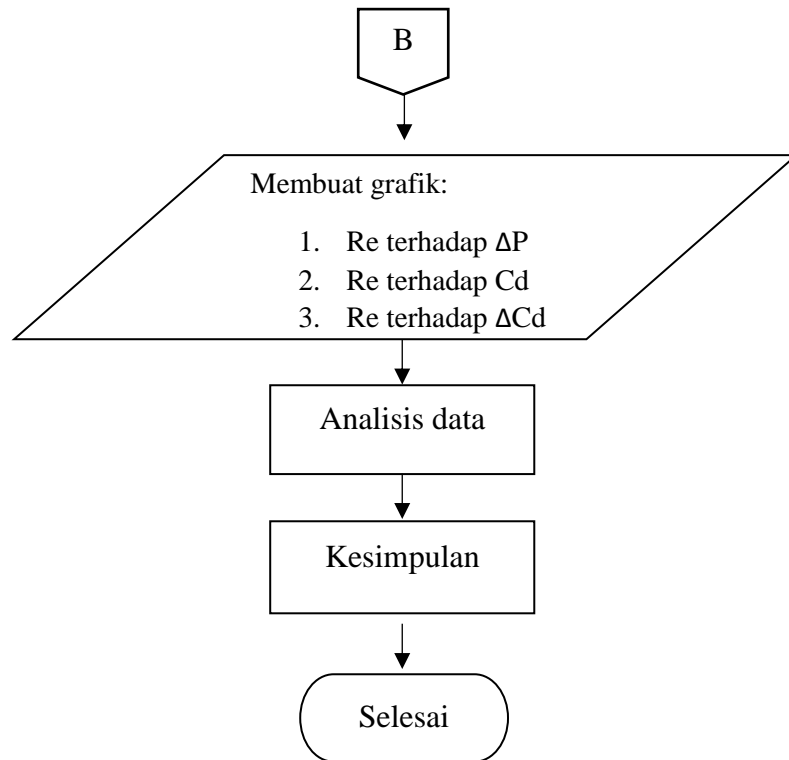 B
Membuat grafik:
1. Re terhadap ΔP
2. Re terhadap Cd
3. Re terhadap ΔCd
Analisis data
Kesimpulan
Selesai